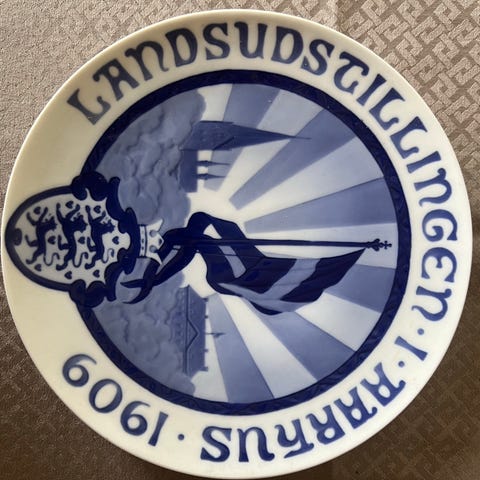 LANDSUDSTILLINGEN · I · AARHUS · 1909